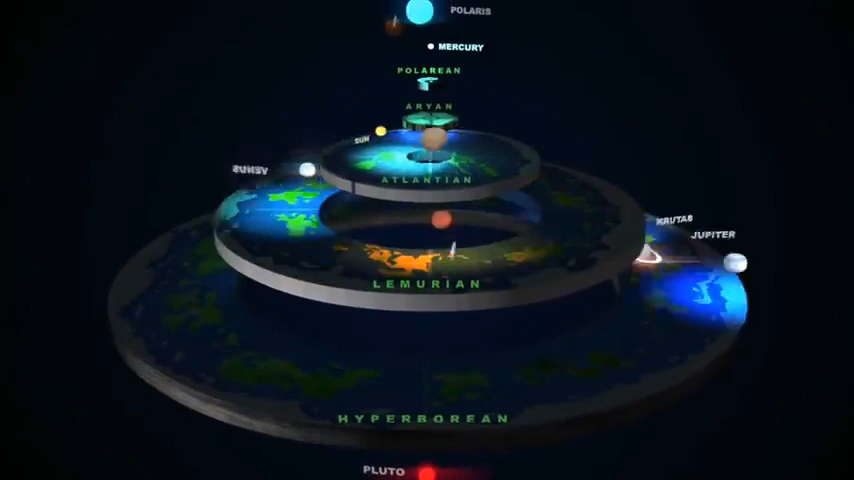 POLARIS
MERCURY
POLAREAN
ARYAN
SUN
VENUS
ATLANTIAN
SATURN
JUPITER
LEMURIAN
HYPERBOREAN
PLUTO